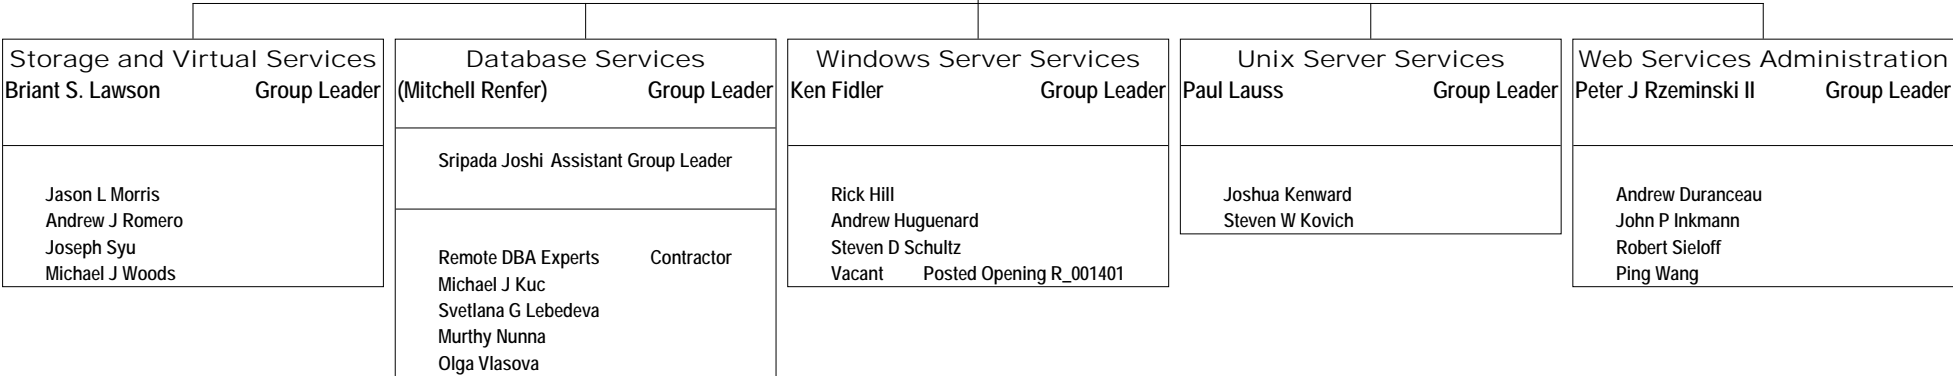 Storage and Virtual Services
Briant S. Lawson Group Leader
Jason L Morris
Andrew J Romero
Joseph Syu
Michael J Woods
Database Services
(Mitchell Renfer) Group Leader
Sripada Joshi Assistant Group Leader
Remote DBA Experts Contractor
Michael J Kuc
Svetlana G Lebedeva
Murthy Nunna
Olga Vlasova
Windows Server Services
Ken Fidler Group Leader
Rick Hill
Andrew Huguenard
Steven D Schultz
Vacant Posted Opening R_001401
Unix Server Services
Paul Lauss Group Leader
Joshua Kenward
Steven W Kovich
Web Services Administration
Peter J Rzeminski II Group Leader
Andrew Duranceau
John P Inkmann
Robert Sieloff
Ping Wang